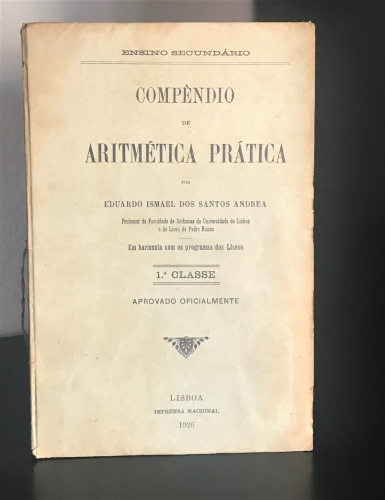 ENSINO SECUNDÁRIO
COMPÊNDIO
DE
ARITMÉTICA PRÁTICA
POR
EDUARDO ISMAEL DOS SANTOS ANDREA
Professor da Faculdade de Sciências da Universidade de Lisboa
e do Liceu de Pedro Nunes
Em harmonia com os programas dos Liceus
1.ª CLASSE
APROVADO OFICIALMENTE
LISBOA
IMPRENSA NACIONAL
1926